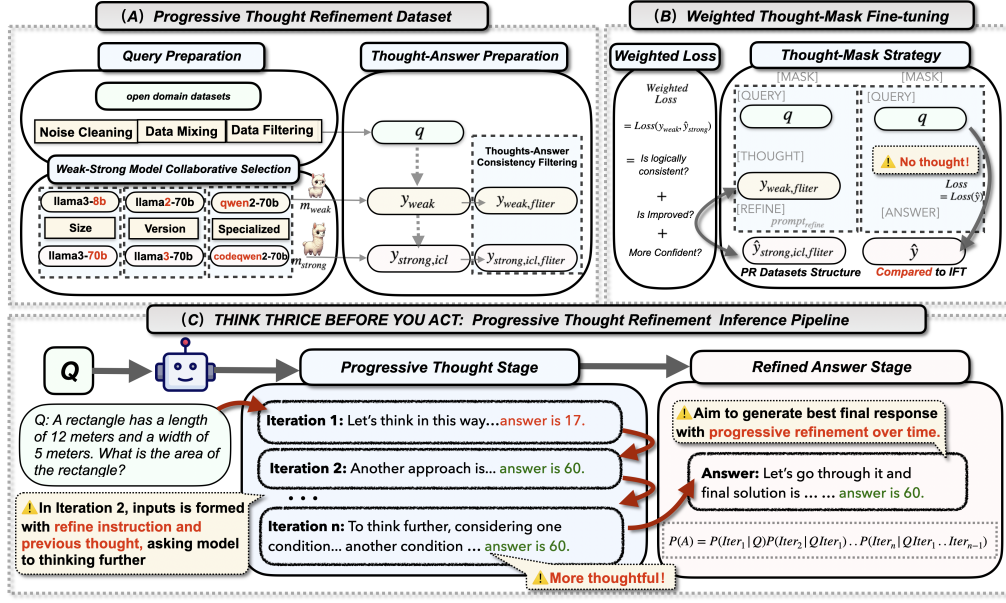 (A) Progressive Thought Refinement Dataset
Query Preparation
open domain datasets
Noise Cleaning
Data Mixing
Data Filtering
Weak-Strong Model Collaborative Selection
llama3-8b
llama2-70b
qwen2-70b
Size
Version
Specialized
llama3-70b
llama3-70b
codeqwen2-70b
m_weak
m_strong
Thought-Answer Preparation
q
Thoughts-Answer
Consistency Filtering
y_weak
y_weak,fliter
y_strong,icl
y_strong,icl,fliter
(B) Weighted Thought-Mask Fine-tuning
Weighted Loss
Weighted
Loss
= Loss(y_weak, ŷ_strong)
= Is logically
consistent?
+
Is Improved?
+
More Confident?
Thought-Mask Strategy
[MASK]
[QUERY]
q
[THOUGHT]
y_weak,fliter
[REFINE]
prompt_refine
ŷ_strong,icl,fliter
PR Datasets Structure
[MASK]
[QUERY]
q
⚠️ No thought!
Loss
= Loss(ŷ)
[ANSWER]
ŷ
Compared to IFT
(C) THINK THRICE BEFORE YOU ACT: Progressive Thought Refinement Inference Pipeline
Q
Progressive Thought Stage
Refined Answer Stage
Q: A rectangle has a length
of 12 meters and a width of
5 meters. What is the area
of the rectangle?
⚠️In Iteration 2, inputs is formed
with refine instruction and
previous thought, asking model
to thinking further
Iteration 1: Let's think in this way...answer is 17.
Iteration 2: Another approach is... answer is 60.
...
Iteration n: To think further, considering one
condition... another condition ... answer is 60.
⚠️More thoughtful!
⚠️Aim to generate best final response
with progressive refinement over time.
Answer: Let's go through it and
final solution is ... ... answer is 60.
P(A) = P(Iter₁|Q)P(Iter₂|QIter₁)..P(Iterₙ|QIter₁..Iterₙ₋₁)